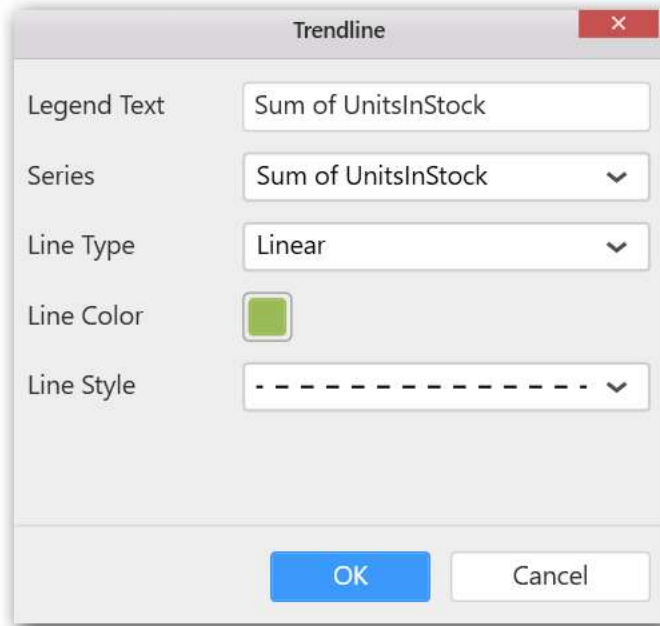 Trendline
Legend Text Sum of UnitsInStock
Series Sum of UnitsInStock
Line Type Linear
Line Color
Line Style
OK Cancel